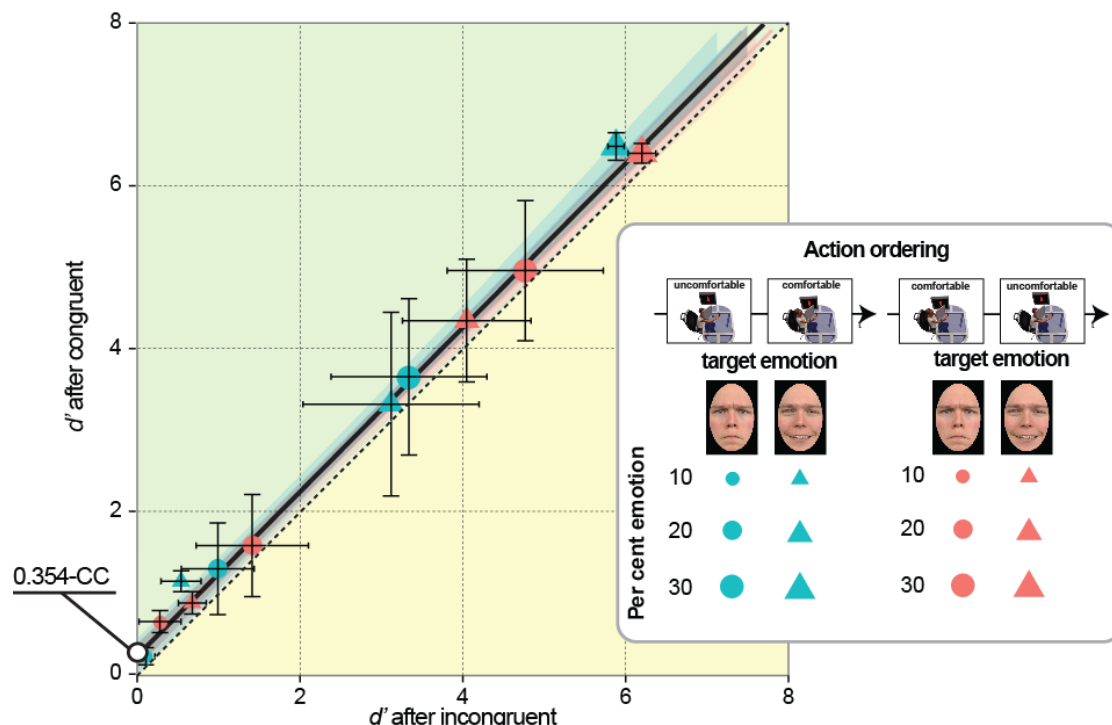 8
6
4
2
0
0
2
4
6
8
d' after congruent
d' after incongruent
0.354-CC
Action ordering
uncomfortable
comfortable
comfortable
uncomfortable
target emotion
target emotion
Per cent emotion
10
20
30
10
20
30